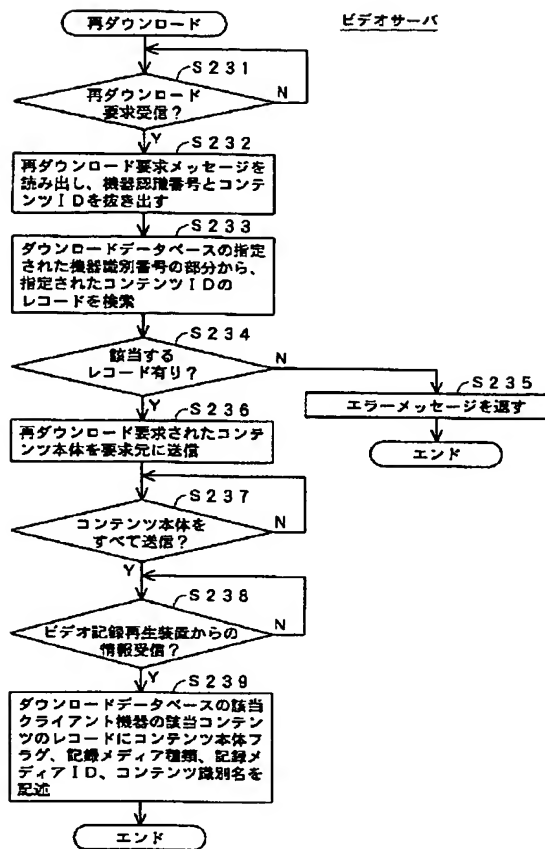 再ダウンロード
ビデオサーバ
S231
再ダウンロード
要求受信?
N
Y
S232
再ダウンロード要求メッセージを
読み出し、機器認識番号とコンテ
ンツIDを抜き出す
S233
ダウンロードデータベースの指定
された機器識別番号の部分から、
指定されたコンテンツIDの
レコードを検索
S234
該当する
レコード有り?
N
Y
S235
エラーメッセージを返す
エンド
S236
再ダウンロード要求されたコンテ
ンツ本体を要求元に送信
S237
コンテンツ本体を
すべて送信?
N
Y
S238
ビデオ記録再生装置からの
情報受信?
N
Y
S239
ダウンロードデータベースの該当
クライアント機器の該当コンテン
ツのレコードにコンテンツ本体フ
ラグ、記録メディア種類、記録メ
ディアID、コンテンツ識別名を
記述
エンド